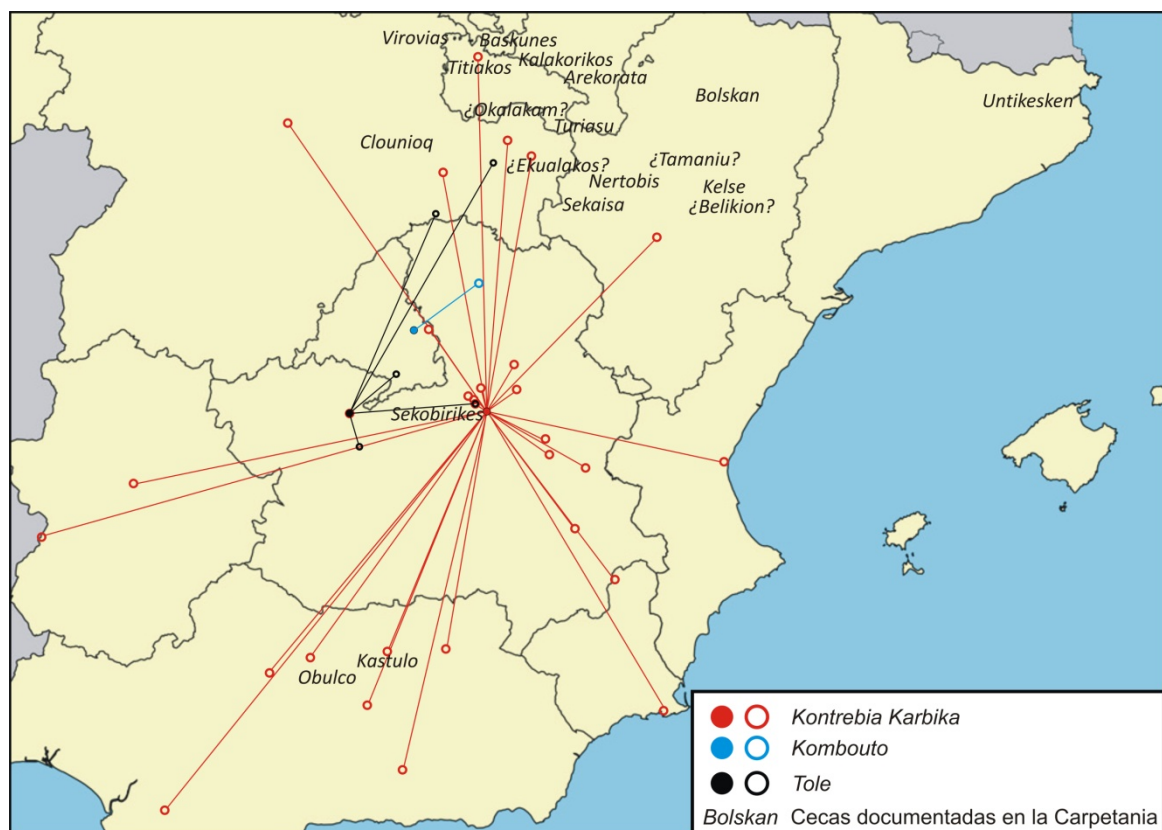 Virovias
Baskunes
Titiakos
Kalakorikos
Arekorata
Bolskan
Untikesken
¿Okalakam?
Turiasu
Clounioq
¿Ekualakos?
¿Tamaniu?
Nertobis
Kelse
Sekaisa
¿Belikion?
Sekobirikes
Kastulo
Obulco
Kontrebia Karbika
Kombouto
Tole
Bolskan Cecas documentadas en la Carpetania